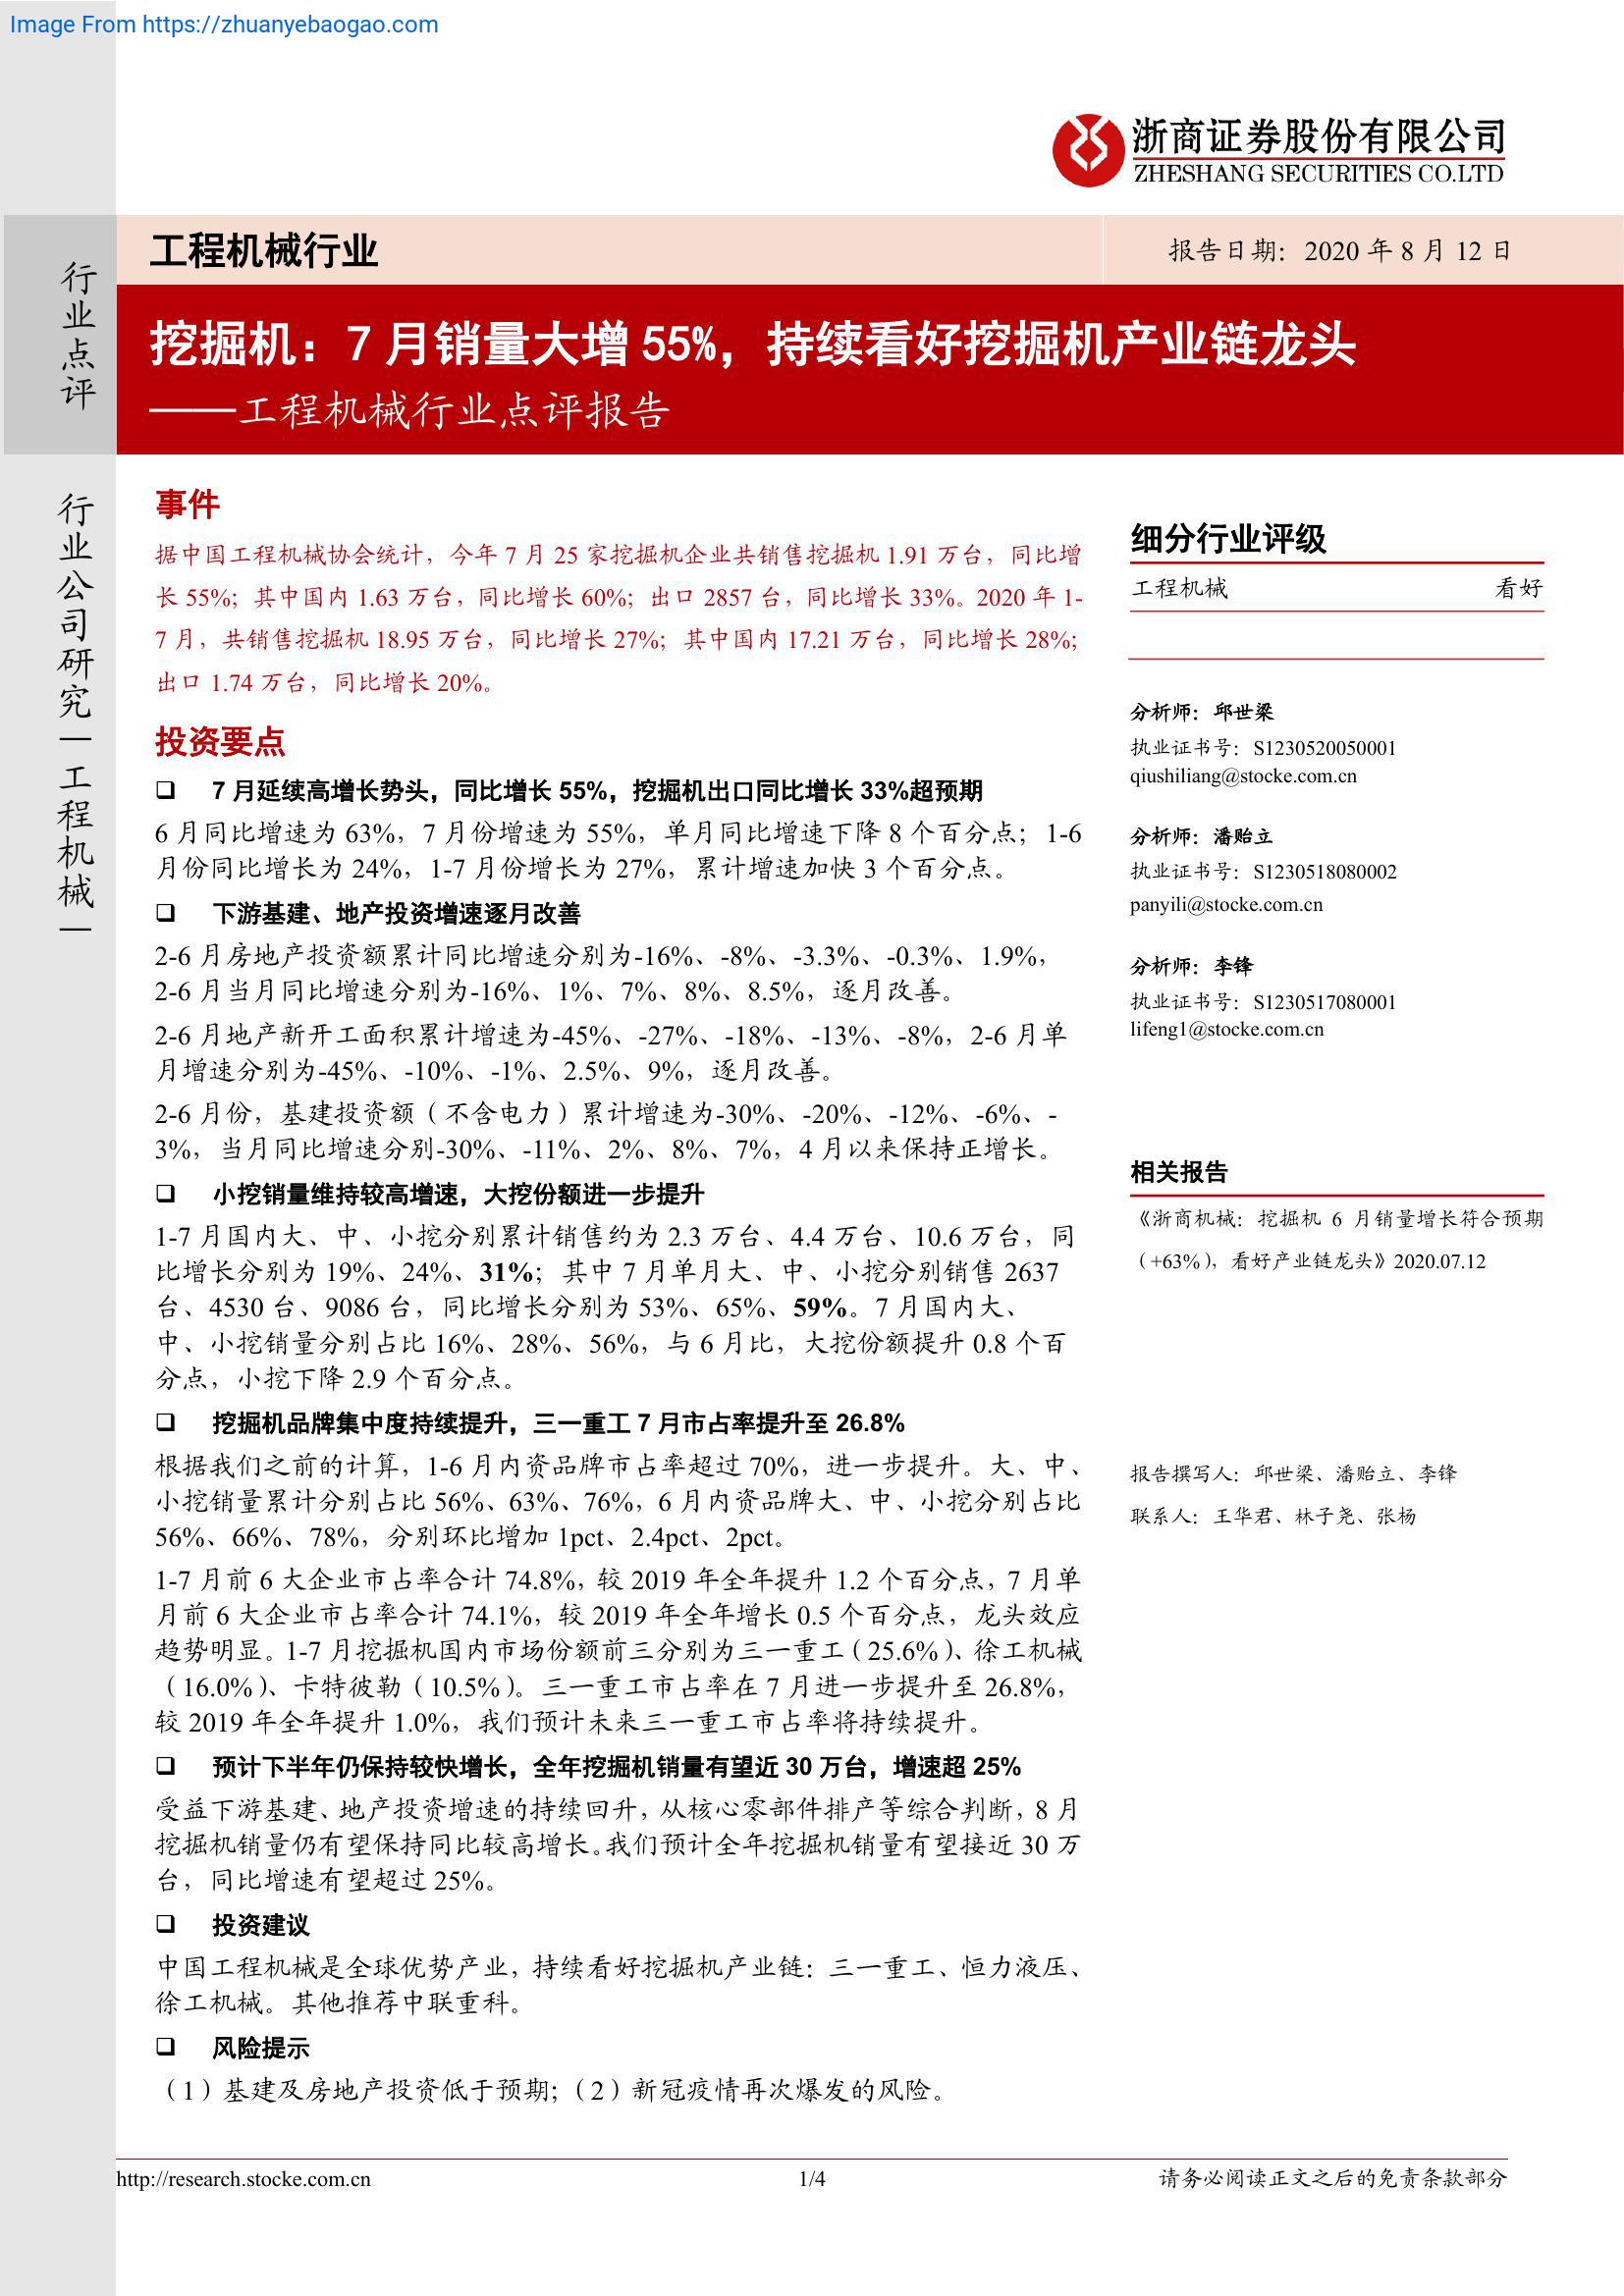 Image From https://zhuanyebaogao.com
浙商证券股份有限公司
ZHESHANG SECURITIES CO.LTD
工程机械行业
报告日期：2020 年 8 月 12 日
行业点评
行业公司研究｜工程机械｜
挖掘机：7 月销量大增 55%，持续看好挖掘机产业链龙头
——工程机械行业点评报告
事件
据中国工程机械协会统计，今年 7 月 25 家挖掘机企业共销售挖掘机 1.91 万台，同比增
长 55%；其中国内 1.63 万台，同比增长 60%；出口 2857 台，同比增长 33%。2020 年 1-
7 月，共销售挖掘机 18.95 万台，同比增长 27%；其中国内 17.21 万台，同比增长 28%；
出口 1.74 万台，同比增长 20%。
投资要点
❑ 7 月延续高增长势头，同比增长 55%，挖掘机出口同比增长 33%超预期
6 月同比增速为 63%，7 月份增速为 55%，单月同比增速下降 8 个百分点；1-6
月份同比增长为 24%，1-7 月份增长为 27%，累计增速加快 3 个百分点。
❑ 下游基建、地产投资增速逐月改善
2-6 月房地产投资额累计同比增速分别为-16%、-8%、-3.3%、-0.3%、1.9%，
2-6 月当月同比增速分别为-16%、1%、7%、8%、8.5%，逐月改善。
2-6 月地产新开工面积累计增速为-45%、-27%、-18%、-13%、-8%，2-6 月单
月增速分别为-45%、-10%、-1%、2.5%、9%，逐月改善。
2-6 月份，基建投资额（不含电力）累计增速为-30%、-20%、-12%、-6%、-
3%，当月同比增速分别-30%、-11%、2%、8%、7%，4 月以来保持正增长。
❑ 小挖销量维持较高增速，大挖份额进一步提升
1-7 月国内大、中、小挖分别累计销售约为 2.3 万台、4.4 万台、10.6 万台，同
比增长分别为 19%、24%、31%；其中 7 月单月大、中、小挖分别销售 2637
台、4530 台、9086 台，同比增长分别为 53%、65%、59%。7 月国内大、
中、小挖销量分别占比 16%、28%、56%，与 6 月比，大挖份额提升 0.8 个百
分点，小挖下降 2.9 个百分点。
❑ 挖掘机品牌集中度持续提升，三一重工 7 月市占率提升至 26.8%
根据我们之前的计算，1-6 月内资品牌市占率超过 70%，进一步提升。大、中、
小挖销量累计分别占比 56%、63%、76%，6 月内资品牌大、中、小挖分别占比
56%、66%、78%，分别环比增加 1pct、2.4pct、2pct。
1-7 月前 6 大企业市占率合计 74.8%，较 2019 年全年提升 1.2 个百分点，7 月单
月前 6 大企业市占率合计 74.1%，较 2019 年全年增长 0.5 个百分点，龙头效应
趋势明显。1-7 月挖掘机国内市场份额前三分别为三一重工（25.6%）、徐工机械
（16.0%）、卡特彼勒（10.5%）。三一重工市占率在 7 月进一步提升至 26.8%，
较 2019 年全年提升 1.0%，我们预计未来三一重工市占率将持续提升。
❑ 预计下半年仍保持较快增长，全年挖掘机销量有望近 30 万台，增速超 25%
受益下游基建、地产投资增速的持续回升，从核心零部件排产等综合判断，8 月
挖掘机销量仍有望保持同比较高增长。我们预计全年挖掘机销量有望接近 30 万
台，同比增速有望超过 25%。
❑ 投资建议
中国工程机械是全球优势产业，持续看好挖掘机产业链：三一重工、恒力液压、
徐工机械。其他推荐中联重科。
❑ 风险提示
（1）基建及房地产投资低于预期；（2）新冠疫情再次爆发的风险。
细分行业评级
工程机械 看好
分析师：邱世梁
执业证书号：S1230520050001
qiushiliang@stocke.com.cn
分析师：潘贻立
执业证书号：S1230518080002
panyili@stocke.com.cn
分析师：李锋
执业证书号：S1230517080001
lifeng1@stocke.com.cn
相关报告
《浙商机械：挖掘机 6 月销量增长符合预期
（+63%），看好产业链龙头》2020.07.12
报告撰写人：邱世梁、潘贻立、李锋
联系人：王华君、林子尧、张杨
http://research.stocke.com.cn
1/4
请务必阅读正文之后的免责条款部分